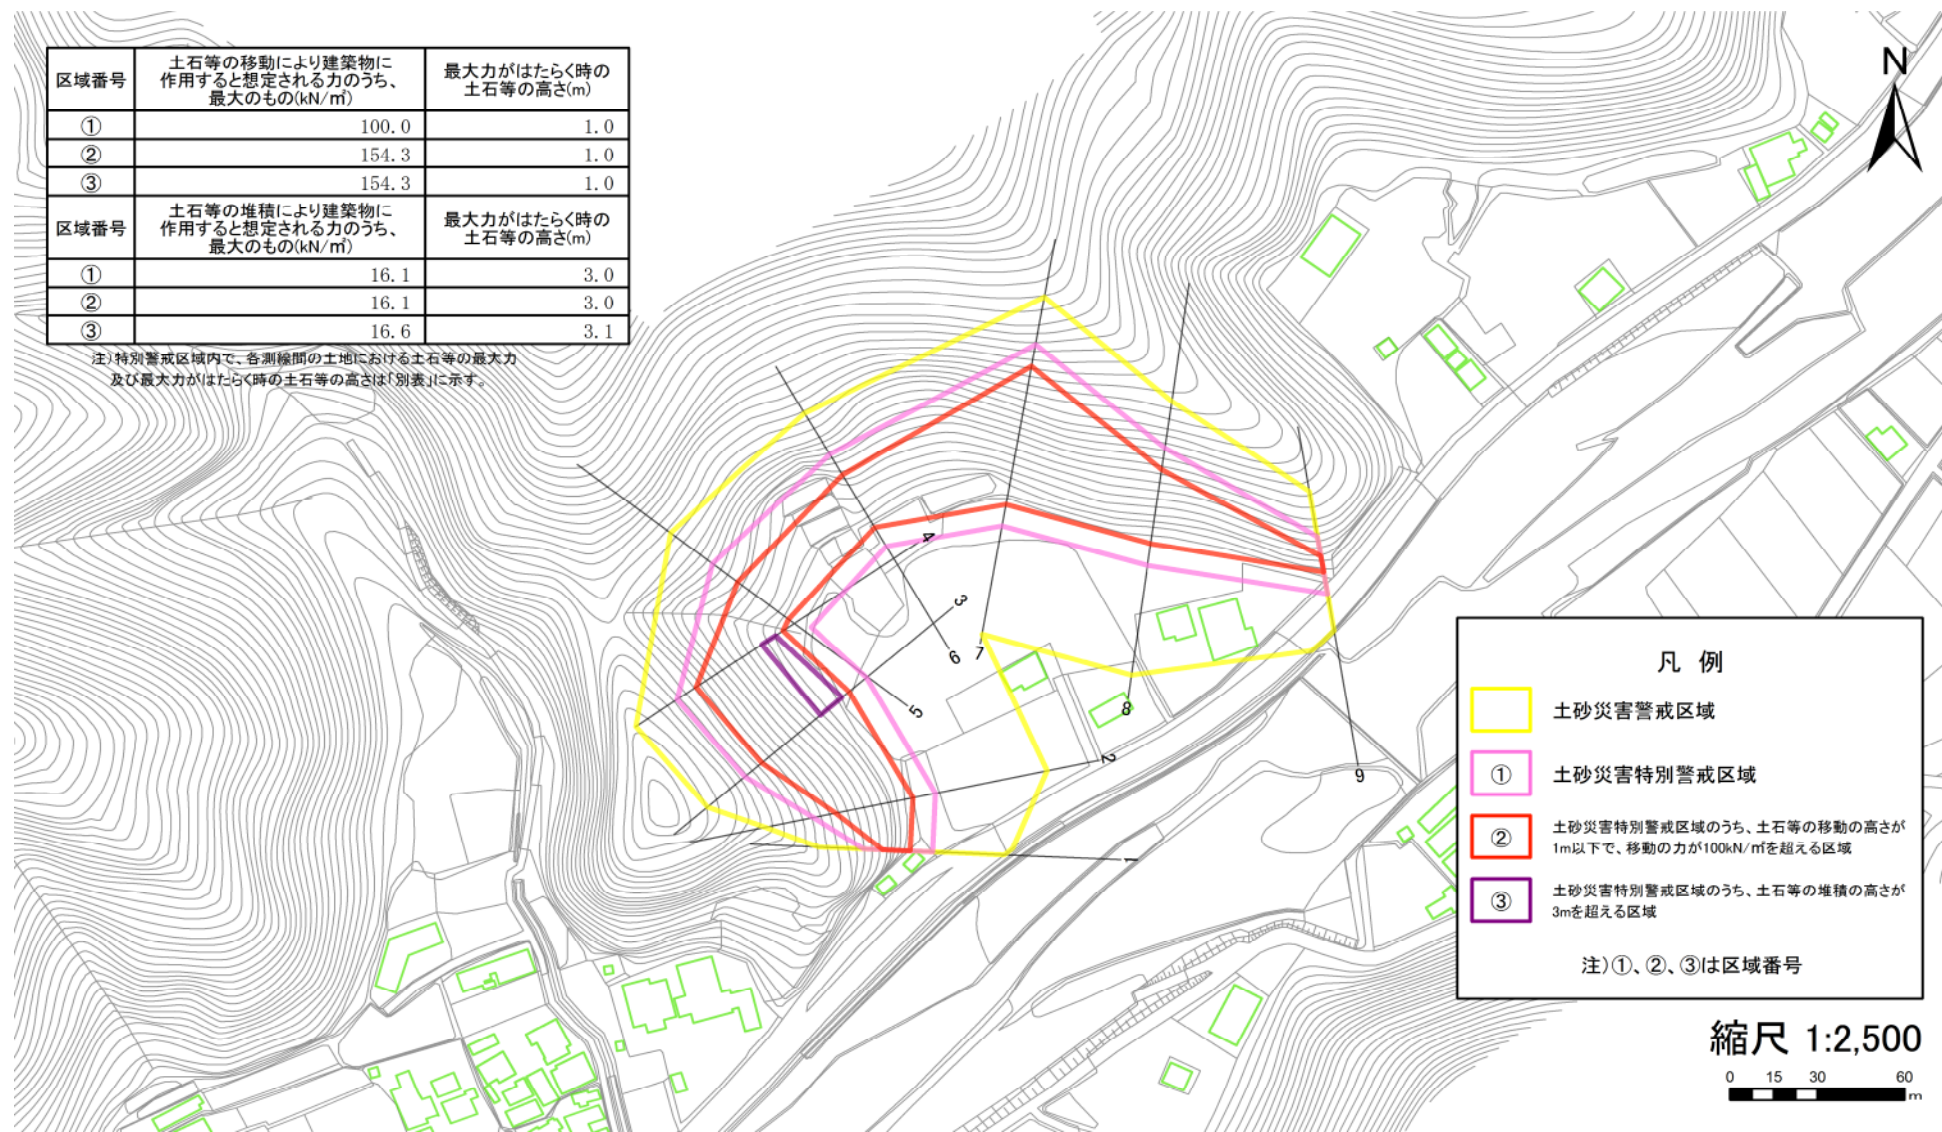 区域番号
土石等の移動により建築物に
作用すると想定される力のうち、
最大のもの(kN/㎡)
最大力がはたらく時の
土石等の高さ(m)
① 100.0 1.0
② 154.3 1.0
③ 154.3 1.0
区域番号
土石等の堆積により建築物に
作用すると想定される力のうち、
最大のもの(kN/㎡)
最大力がはたらく時の
土石等の高さ(m)
① 16.1 3.0
② 16.1 3.0
③ 16.6 3.1
注)特別警戒区域内で、各測線間の土地における土石等の最大力
及び最大力がはたらく時の土石等の高さは「別表」に示す。
N
4
3
6
7
5
8
2
9
1
凡 例
土砂災害警戒区域
① 土砂災害特別警戒区域
② 土砂災害特別警戒区域のうち、土石等の移動の高さが
1m以下で、移動の力が100kN/㎡を超える区域
③ 土砂災害特別警戒区域のうち、土石等の堆積の高さが
3mを超える区域
注)①、②、③は区域番号
縮尺 1:2,500
0 15 30 60
m